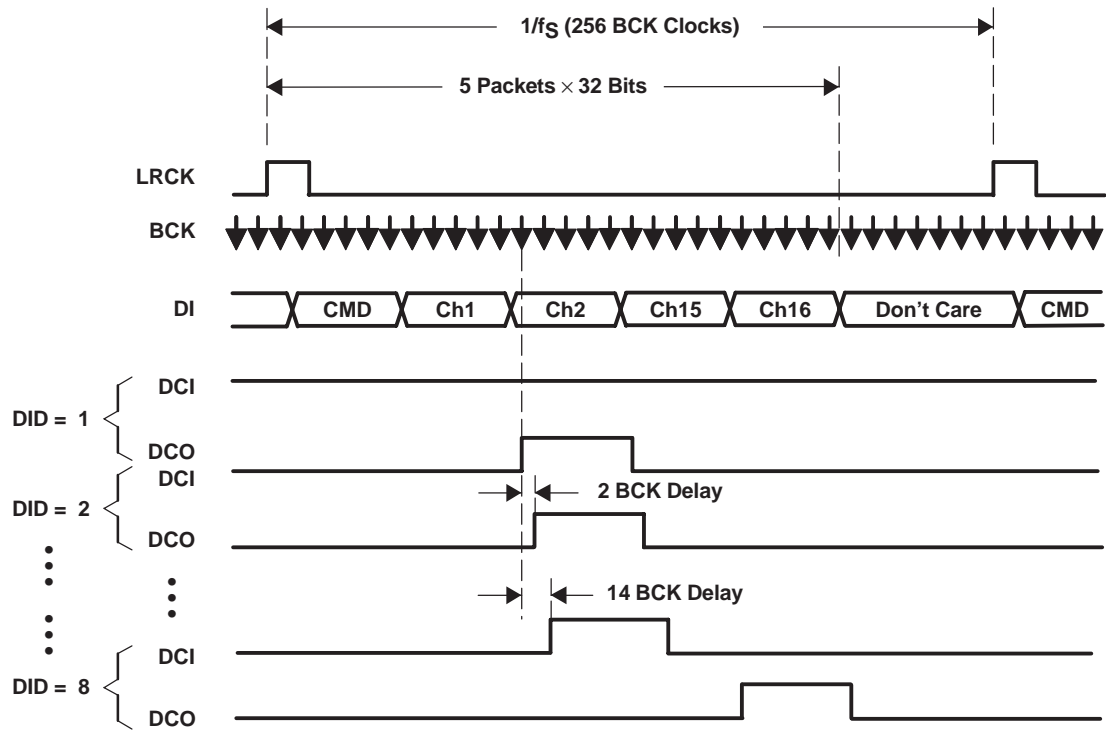 1/fS (256 BCK Clocks)
5 Packets × 32 Bits
LRCK
BCK
DI
CMD
Ch1
Ch2
Ch15
Ch16
Don't Care
CMD
DCI
DID = 1
DCO
DCI
2 BCK Delay
DID = 2
DCO
14 BCK Delay
DCI
DID = 8
DCO